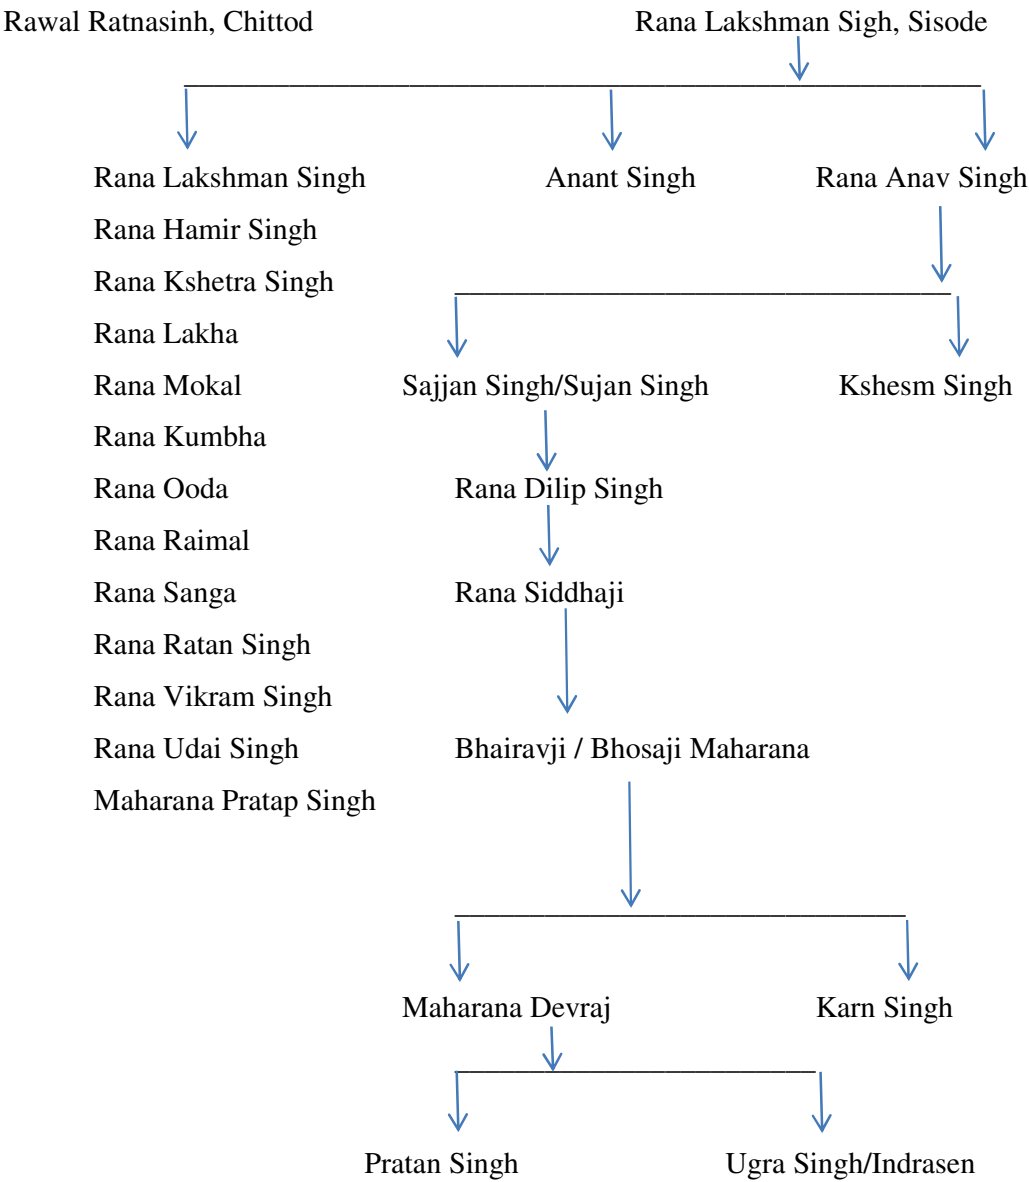 Rawal Ratnasinh, Chittod Rana Lakshman Sigh, Sisode
Rana Lakshman Singh Anant Singh Rana Anav Singh
Rana Hamir Singh
Rana Kshetra Singh
Rana Lakha
Rana Mokal Sajjan Singh/Sujan Singh Kshesm Singh
Rana Kumbha
Rana Ooda Rana Dilip Singh
Rana Raimal
Rana Sanga Rana Siddhaji
Rana Ratan Singh
Rana Vikram Singh
Rana Udai Singh Bhairavji / Bhosaji Maharana
Maharana Pratap Singh
Maharana Devraj Karn Singh
Pratan Singh Ugra Singh/Indrasen